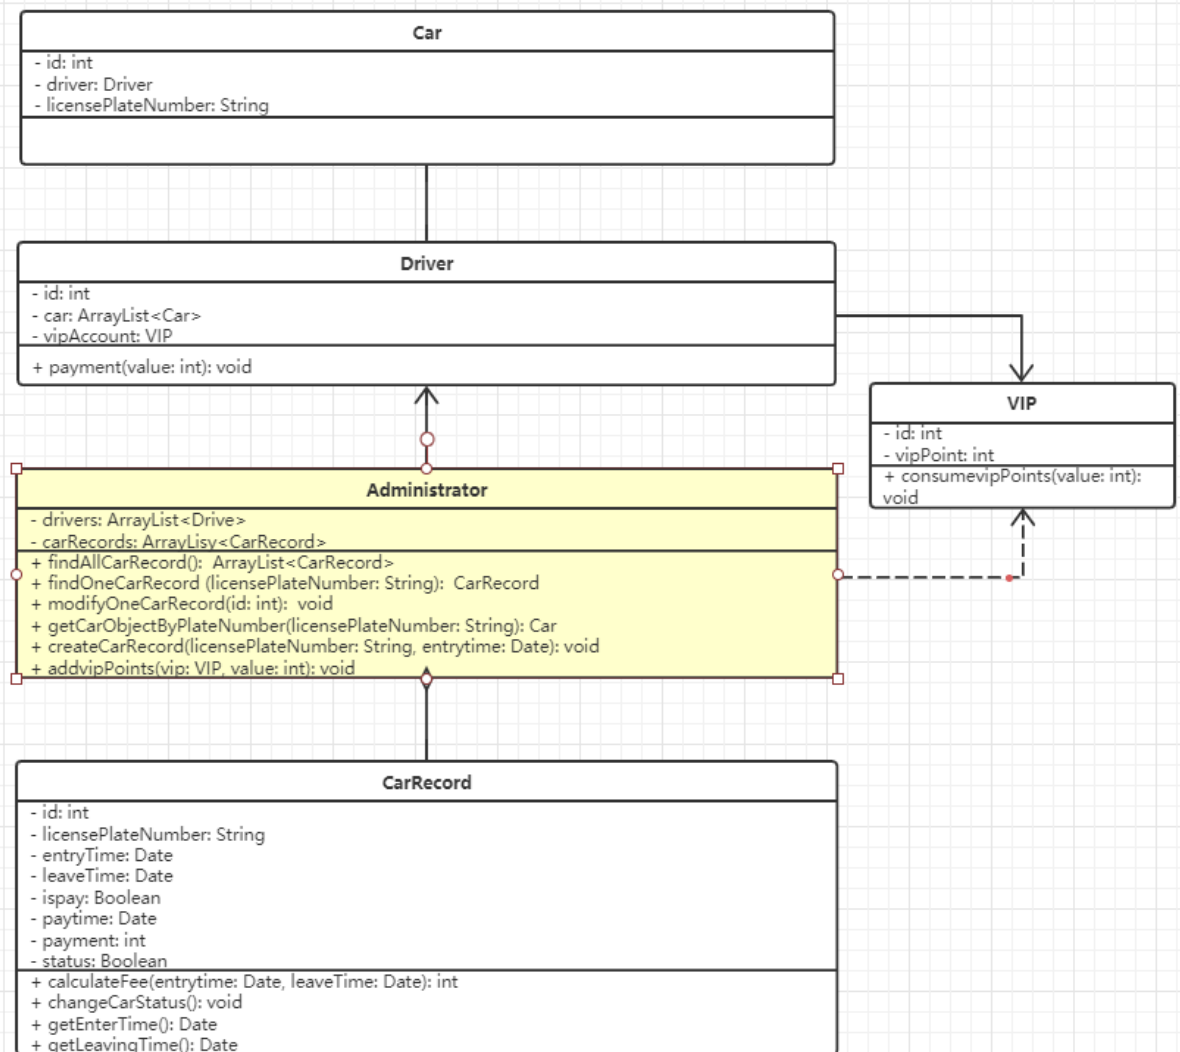 Car
- id: int
- driver: Driver
- licensePlateNumber: String
Driver
- id: int
- car: ArrayList<Car>
- vipAccount: VIP
+ payment(value: int): void
VIP
- id: int
- vipPoint: int
+ consumevipPoints(value: int):
void
Administrator
- drivers: ArrayList<Drive>
- carRecords: ArrayLisy<CarRecord>
+ findAllCarRecord():  ArrayList<CarRecord>
+ findOneCarRecord (licensePlateNumber: String):  CarRecord
+ modifyOneCarRecord(id: int):  void
+ getCarObjectByPlateNumber(licensePlateNumber: String): Car
+ createCarRecord(licensePlateNumber: String, entrytime: Date): void
+ addvipPoints(vip: VIP, value: int): void
CarRecord
- id: int
- licensePlateNumber: String
- entryTime: Date
- leaveTime: Date
- ispay: Boolean
- paytime: Date
- payment: int
- status: Boolean
+ calculateFee(entrytime: Date, leaveTime: Date): int
+ changeCarStatus(): void
+ getEnterTime(): Date
+ getLeavingTime(): Date